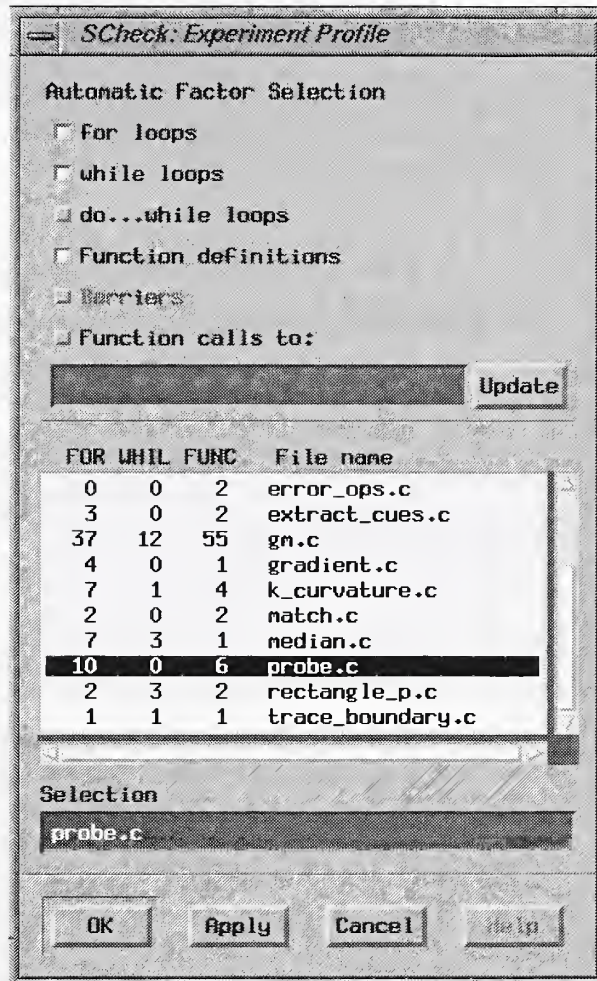 SCheck: Experiment Profile
Automatic Factor Selection
for loops
while loops
do...while loops
Function definitions
Barriers
Function calls to:
Update
FOR WHIL FUNC File name
0 0 2 error_ops.c
3 0 2 extract_cues.c
37 12 55 gm.c
4 0 1 gradient.c
7 1 4 k_curvature.c
2 0 2 match.c
7 3 1 median.c
10 0 6 probe.c
2 3 2 rectangle_p.c
1 1 1 trace_boundary.c
Selection
probe.c
OK Apply Cancel Help